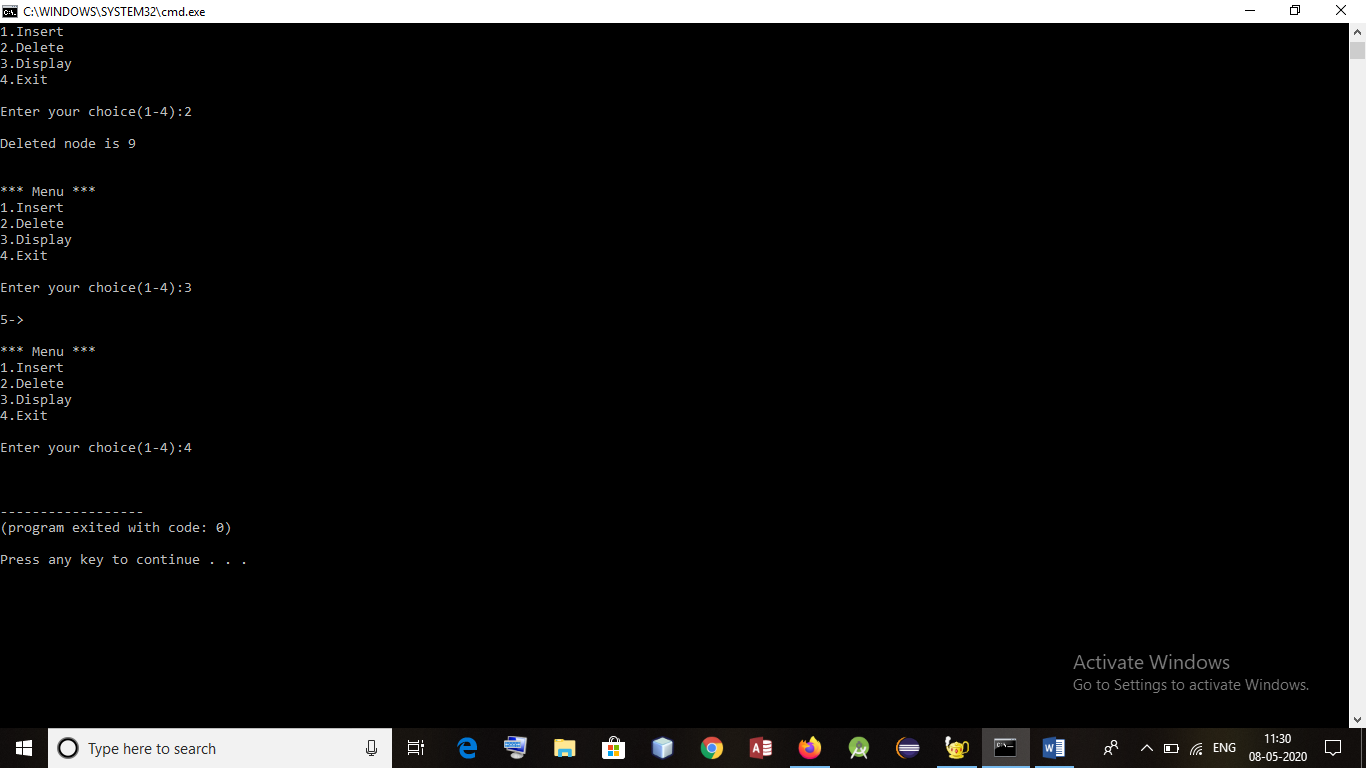 C:\WINDOWS\SYSTEM32\cmd.exe
1.Insert
2.Delete
3.Display
4.Exit
Enter your choice(1-4):2
Deleted node is 9
*** Menu ***
1.Insert
2.Delete
3.Display
4.Exit
Enter your choice(1-4):3
5->
*** Menu ***
1.Insert
2.Delete
3.Display
4.Exit
Enter your choice(1-4):4
------------------
(program exited with code: 0)
Press any key to continue . . .
Activate Windows
Go to Settings to activate Windows.
Type here to search
ENG
11:30
08-05-2020